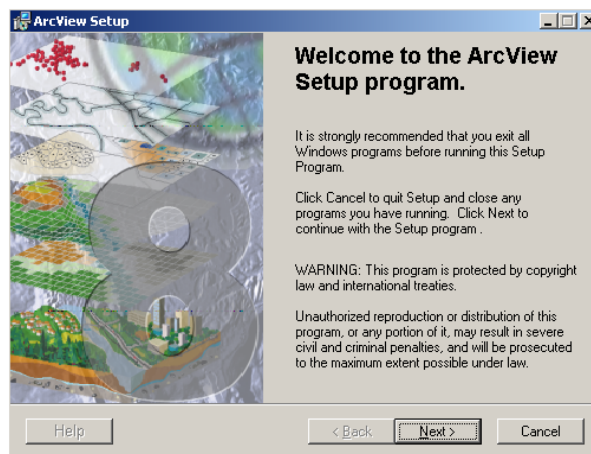 ArcView Setup
Welcome to the ArcView
Setup program.
It is strongly recommended that you exit all
Windows programs before running this Setup
Program.
Click Cancel to quit Setup and close any
programs you have running. Click Next to
continue with the Setup program .
WARNING: This program is protected by copyright
law and international treaties.
Unauthorized reproduction or distribution of this
program, or any portion of it, may result in severe
civil and criminal penalties, and will be prosecuted
to the maximum extent possible under law.
8
Help
< Back
Next >
Cancel